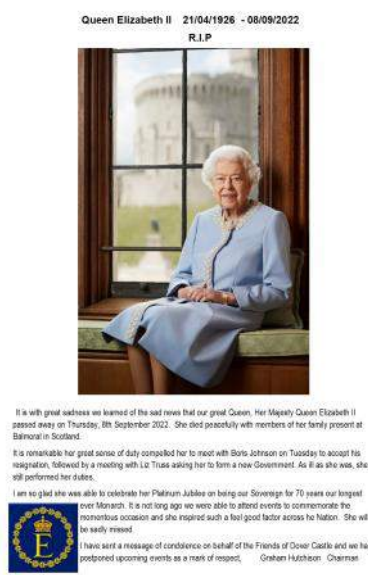 Queen Elizabeth II 21/04/1926 - 08/09/2022
R.I.P
It is with great sadness we learned of the sad news that our great Queen, Her Majesty Queen Elizabeth II
passed away on Thursday, 8th September 2022. She died peacefully with members of her family present at
Balmoral in Scotland.
It is remarkable her great sense of duty compelled her to meet with Boris Johnson on Tuesday to accept his
resignation, followed by a meeting with Liz Truss asking her to form a new Government. As ill as she was, she
still performed her duties.
I am so glad she was able to celebrate her Platinum Jubilee on being our Sovereign for 70 years our longest
ever Monarch. It is not long ago we were able to attend events to commemorate the
momentous occasion and she inspired such a feel good factor across he Nation. She will
be sadly missed
I have sent a message of condolence on behalf of the Friends of Dover Castle and we ha
postponed upcoming events as a mark of respect, Graham Hutchison Chairman
E